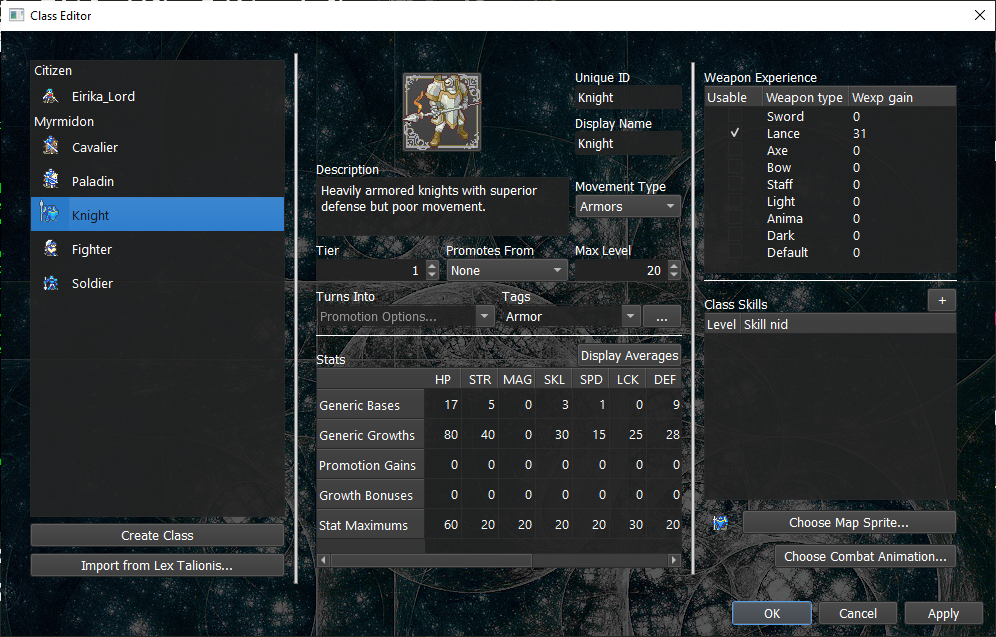 Class Editor
Citizen
Eirika_Lord
Myrmidon
Cavalier
Paladin
Knight
Fighter
Soldier
Create Class
Import from Lex Talionis...
Unique ID
Knight
Display Name
Knight
Description
Heavily armored knights with superior
defense but poor movement.
Movement Type
Armors
Tier
1
Promotes From
None
Max Level
20
Turns Into
Promotion Options...
Tags
Armor
...
Stats
Display Averages
HP STR MAG SKL SPD LCK DEF
Generic Bases 17 5 0 3 1 0 9
Generic Growths 80 40 0 30 15 25 28
Promotion Gains 0 0 0 0 0 0 0
Growth Bonuses 0 0 0 0 0 0 0
Stat Maximums 60 20 20 20 20 30 20
Weapon Experience
Usable Weapon type Wexp gain
Sword 0
Lance 31
Axe 0
Bow 0
Staff 0
Light 0
Anima 0
Dark 0
Default 0
Class Skills
+
Level Skill nid
Choose Map Sprite...
Choose Combat Animation...
OK Cancel Apply